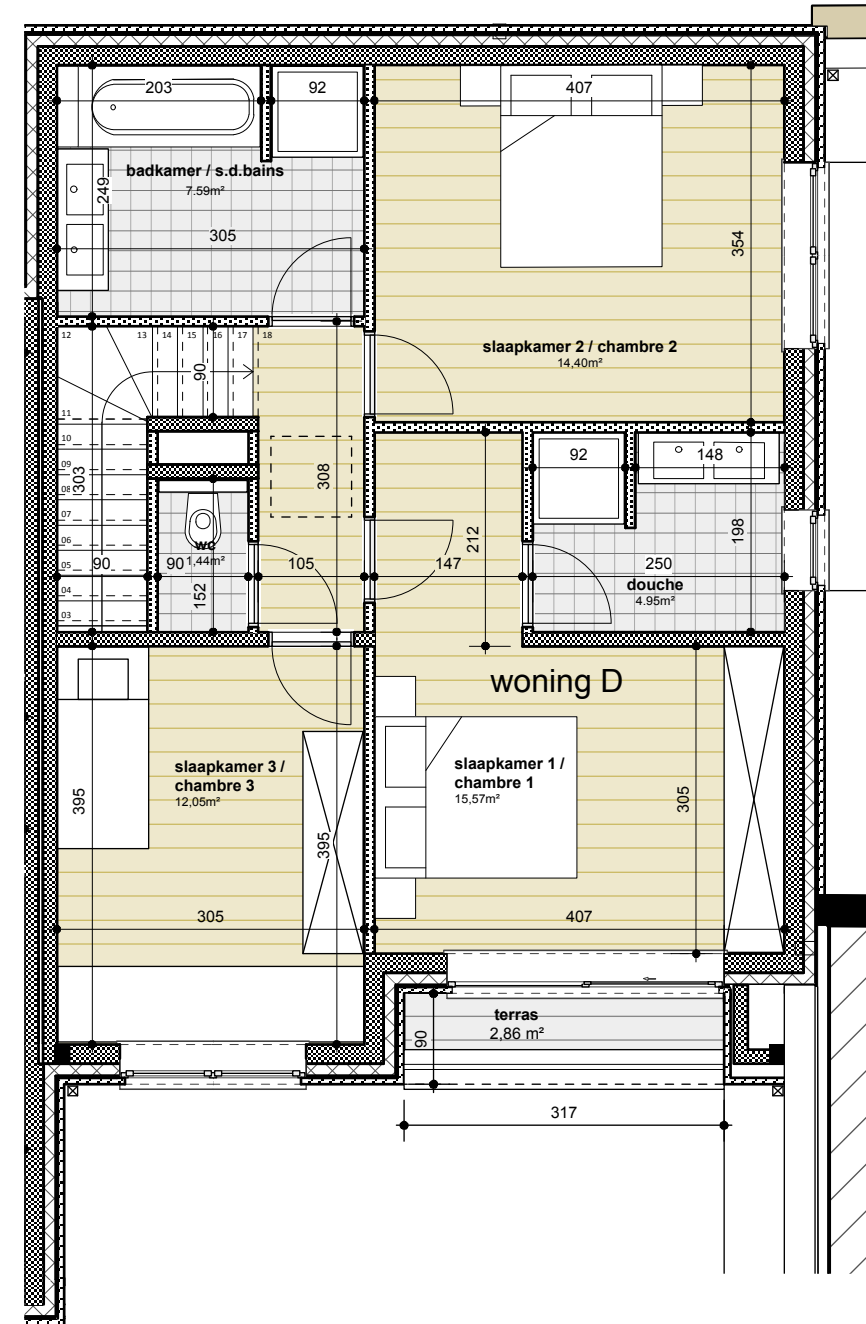 203
92
407
badkamer / s.d.bains
7.59m²
249
305
354
slaapkamer 2 / chambre 2
14,40m²
12
13
14
15
16
17
18
90
11
10
09
08
07
06
05
04
03
303
90
308
92
148
212
198
wc
1,44m²
90
152
105
147
250
douche
4.95m²
woning D
slaapkamer 3 /
chambre 3
12,05m²
slaapkamer 1 /
chambre 1
15,57m²
395
395
305
305
407
terras
2,86 m²
90
317